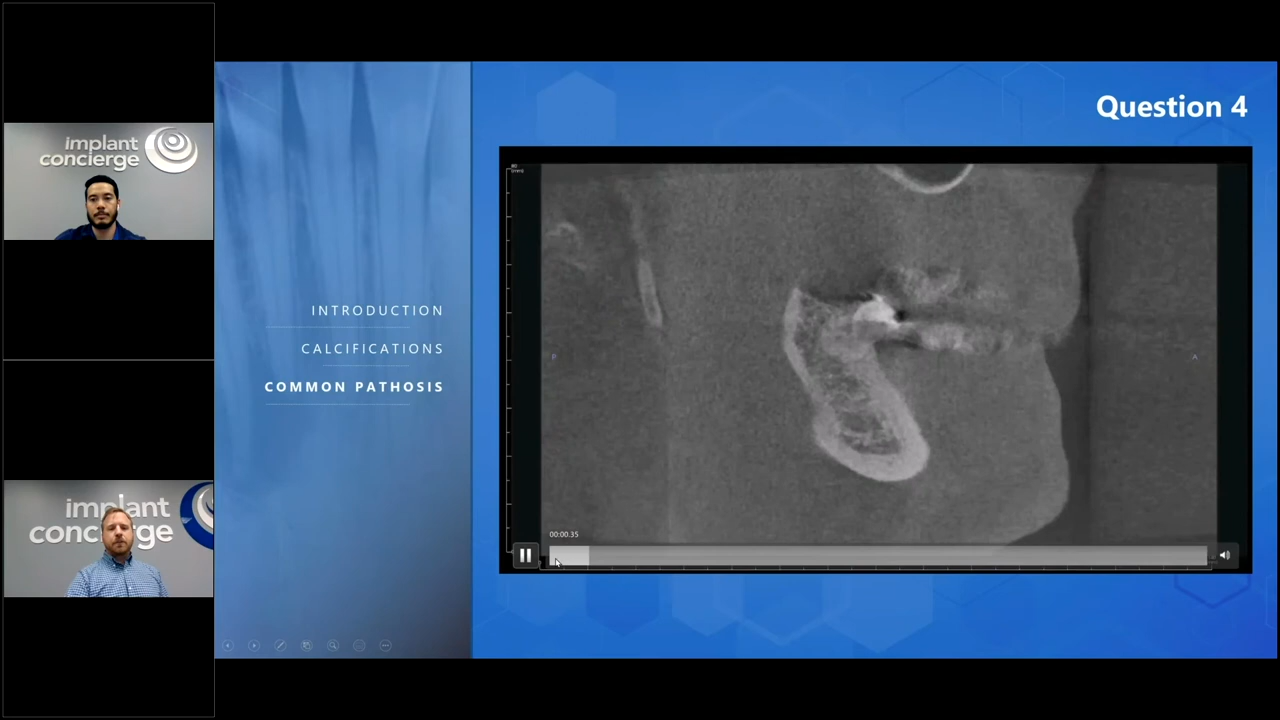 implant
concierge
implant
concierge
INTRODUCTION
CALCIFICATIONS
COMMON PATHOSIS
Question 4
P
A
00:00.35